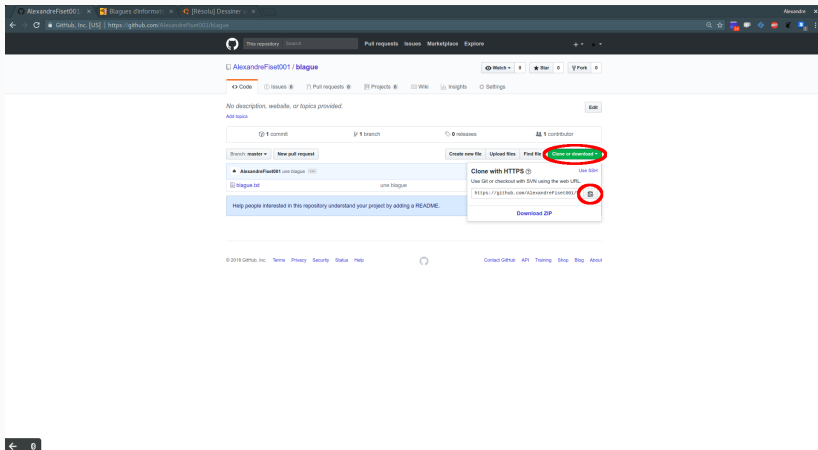 AlexandreFiset001/ Blagues d'informati [Résolu] Dessiner u Alexandre
GitHub, Inc. [US] | https://github.com/AlexandreFiset001/blague
This repository Search Pull requests Issues Marketplace Explore
AlexandreFiset001 / blague Watch 0 Star 0 Fork 0
Code Issues 0 Pull requests 0 Projects 0 Wiki Insights Settings
No description, website, or topics provided. Edit
Add topics
1 commit 1 branch 0 releases 1 contributor
Branch: master New pull request Create new file Upload files Find file Clone or download
AlexandreFiset001 une blague
blague.txt une blague
Clone with HTTPS Use SSH
Use Git or checkout with SVN using the web URL.
https://github.com/AlexandreFiset001/
Download ZIP
Help people interested in this repository understand your project by adding a README.
© 2018 GitHub, Inc. Terms Privacy Security Status Help Contact GitHub API Training Shop Blog About